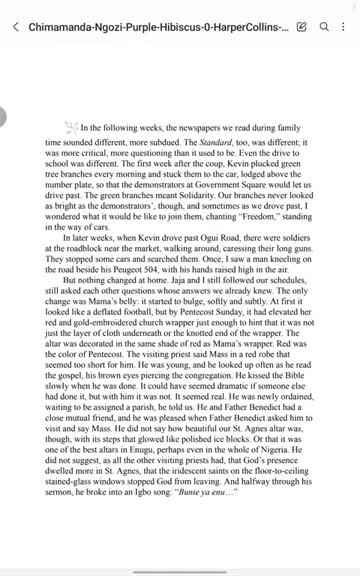 Chimamanda-Ngozi-Purple-Hibiscus-0-HarperCollins-...
In the following weeks, the newspapers we read during family
time sounded different, more subdued. The Standard, too, was different; it
was more critical, more questioning than it used to be. Even the drive to
school was different. The first week after the coup, Kevin plucked green
tree branches every morning and stuck them to the car, lodged above the
number plate, so that the demonstrators at Government Square would let us
drive past. The green branches meant Solidarity. Our branches never looked
as bright as the demonstrators', though, and sometimes as we drove past, I
wondered what it would be like to join them, chanting “Freedom,” standing
in the way of cars.
In later weeks, when Kevin drove past Ogui Road, there were soldiers
at the roadblock near the market, walking around, caressing their long guns.
They stopped some cars and searched them. Once, I saw a man kneeling on
the road beside his Peugeot 504, with his hands raised high in the air.
But nothing changed at home. Jaja and I still followed our schedules,
still asked each other questions whose answers we already knew. The only
change was Mama's belly: it started to bulge, softly and subtly. At first it
looked like a deflated football, but by Pentecost Sunday, it had elevated her
red and gold-embroidered church wrapper just enough to hint that it was not
just the layer of cloth underneath or the knotted end of the wrapper. The
altar was decorated in the same shade of red as Mama's wrapper. Red was
the color of Pentecost. The visiting priest said Mass in a red robe that
seemed too short for him. He was young, and he looked up often as he read
the gospel, his brown eyes piercing the congregation. He kissed the Bible
slowly when he was done. It could have seemed dramatic if someone else
had done it, but with him it was not. It seemed real. He was newly ordained,
waiting to be assigned a parish, he told us. He and Father Benedict had a
close mutual friend, and he was pleased when Father Benedict asked him to
visit and say Mass. He did not say how beautiful our St. Agnes altar was,
though, with its steps that glowed like polished ice blocks. Or that it was
one of the best altars in Enugu, perhaps even in the whole of Nigeria. He
did not suggest, as all the other visiting priests had, that God's presence
dwelled more in St. Agnes, that the iridescent saints on the floor-to-ceiling
stained-glass windows stopped God from leaving. And halfway through his
sermon, he broke into an Igbo song: “Bunie ya enu…”